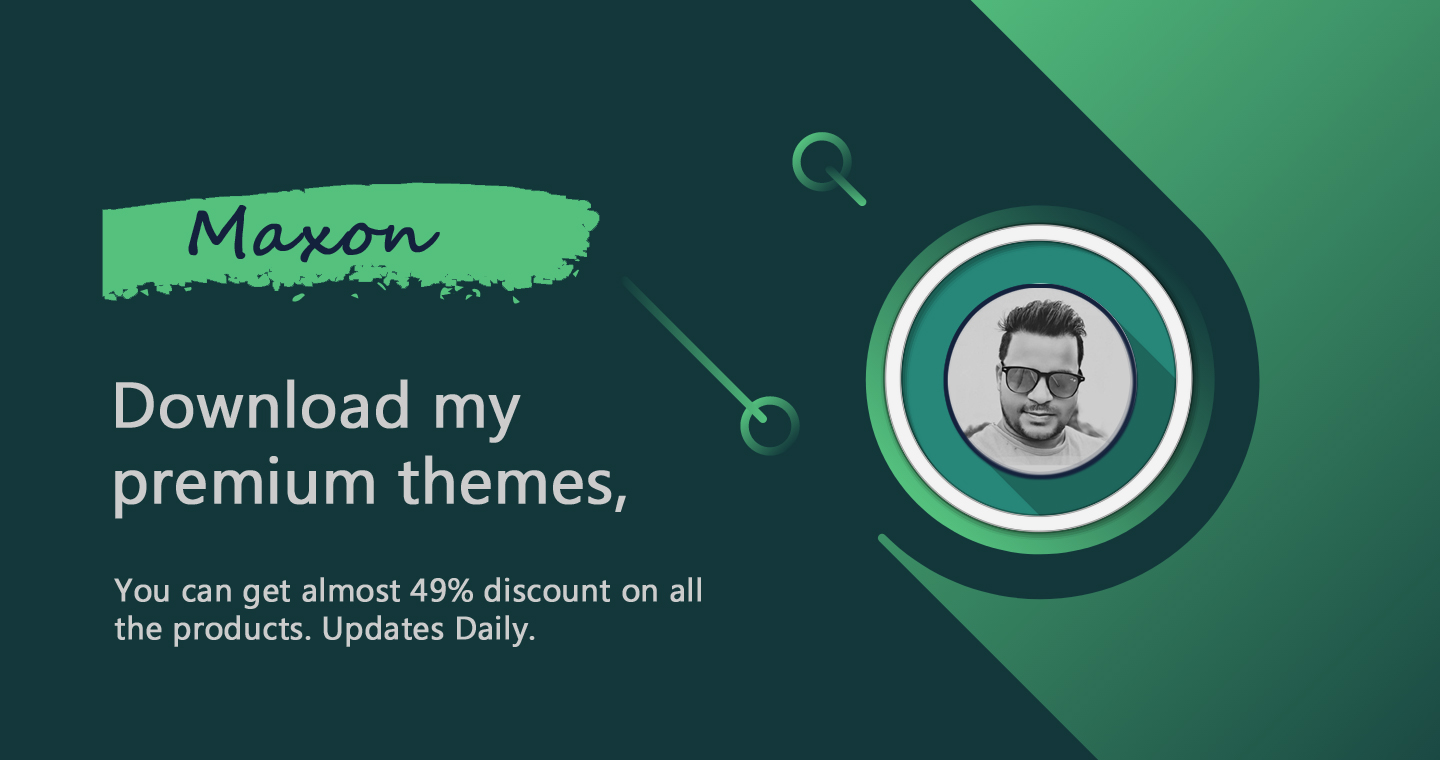 Maxon
Download my
premium themes,
You can get almost 49% discount on all
the products. Updates Daily.